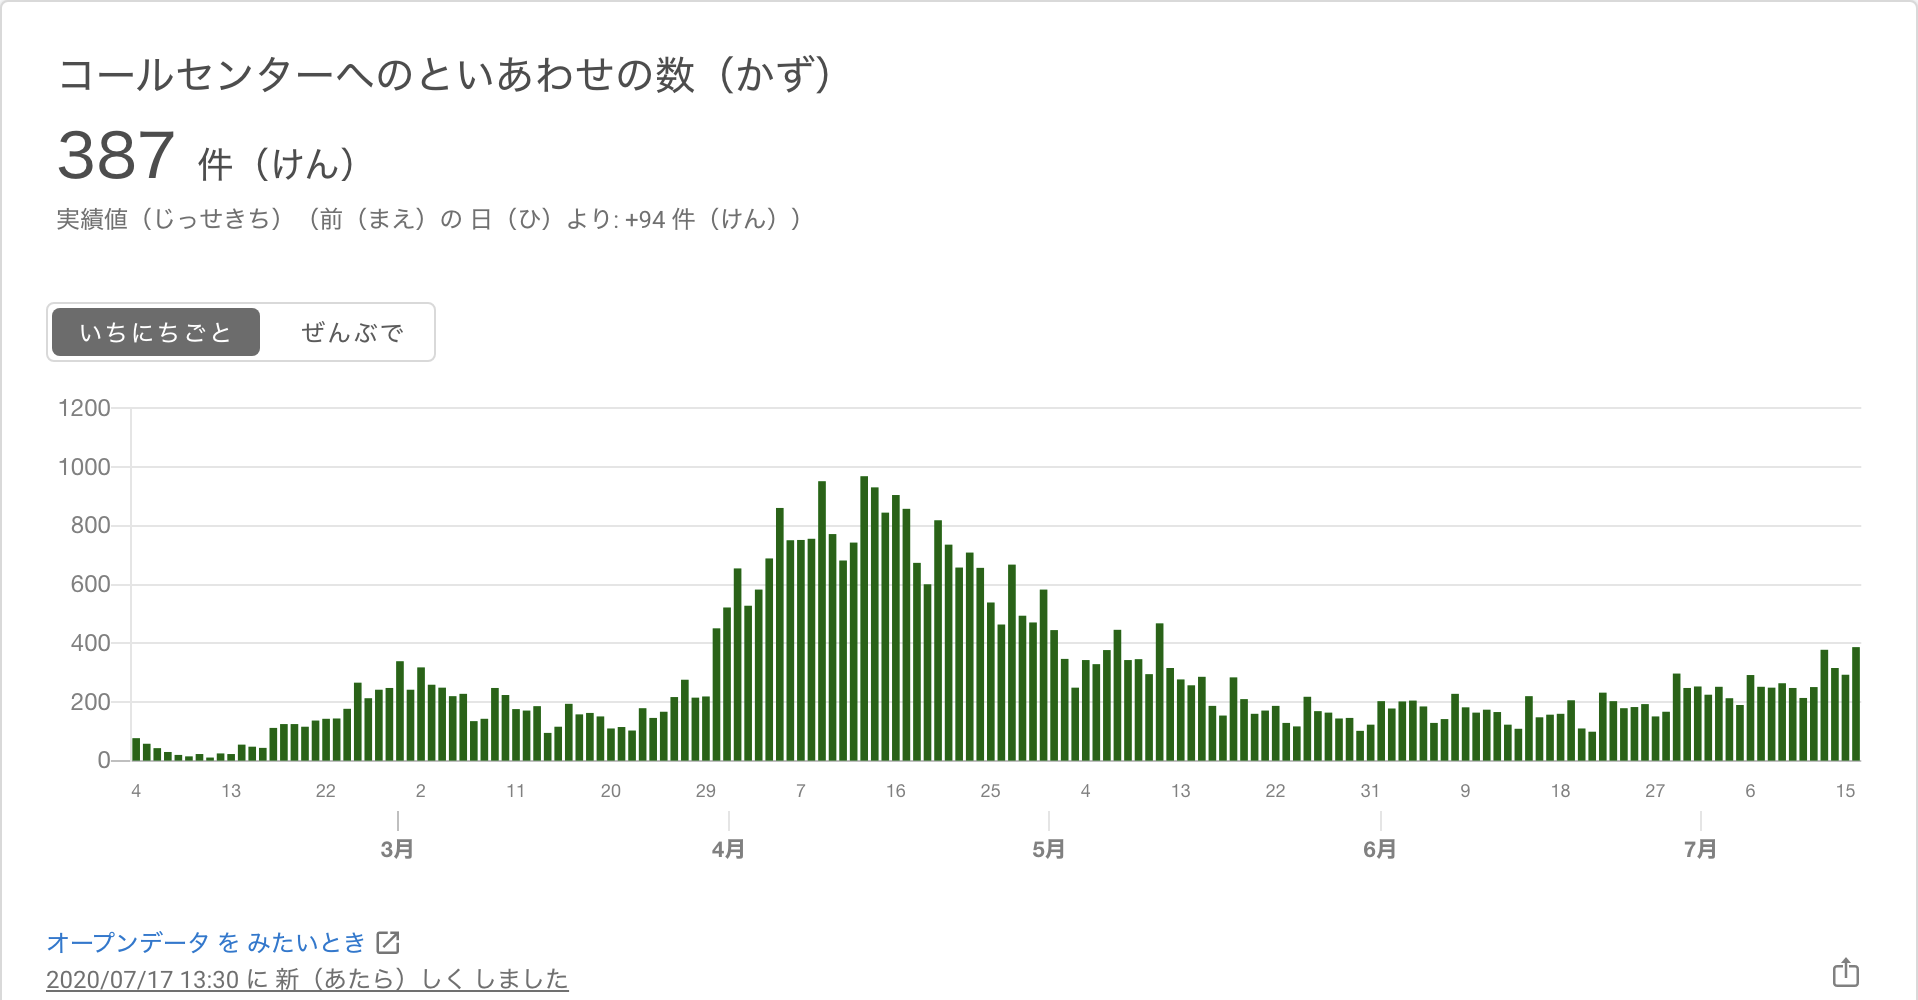 コールセンターへのといあわせの数（かず）
387 件（けん）
実績値（じっせきち）（前（まえ）の 日（ひ）より: +94 件（けん））
いちにちごと ぜんぶで
1200
1000
800
600
400
200
0
4 13 22 2 11 20 29 7 16 25 4 13 22 31 9 18 27 6 15
3月 4月 5月 6月 7月
オープンデータ を みたいとき
2020/07/17 13:30 に 新（あたら）しく しました